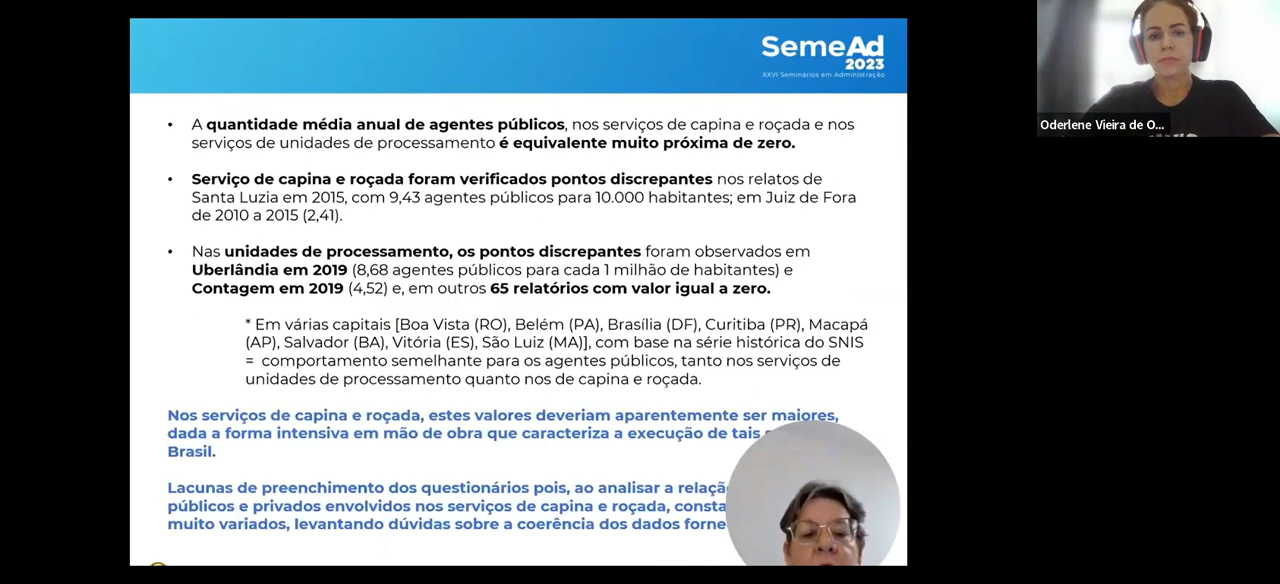 SemeAd
2023
XXVI Seminários em Administração
Oderlene Vieira de O...
• A quantidade média anual de agentes públicos, nos serviços de capina e roçada e nos
serviços de unidades de processamento é equivalente muito próxima de zero.
• Serviço de capina e roçada foram verificados pontos discrepantes nos relatos de
Santa Luzia em 2015, com 9,43 agentes públicos para 10.000 habitantes; em Juiz de Fora
de 2010 a 2015 (2,41).
• Nas unidades de processamento, os pontos discrepantes foram observados em
Uberlândia em 2019 (8,68 agentes públicos para cada 1 milhão de habitantes) e
Contagem em 2019 (4,52) e, em outros 65 relatórios com valor igual a zero.
* Em várias capitais [Boa Vista (RO), Belém (PA), Brasília (DF), Curitiba (PR), Macapá
(AP), Salvador (BA), Vitória (ES), São Luiz (MA)], com base na série histórica do SNIS
= comportamento semelhante para os agentes públicos, tanto nos serviços de
unidades de processamento quanto nos de capina e roçada.
Nos serviços de capina e roçada, estes valores deveriam aparentemente ser maiores,
dada a forma intensiva em mão de obra que caracteriza a execução de tais
Brasil.
Lacunas de preenchimento dos questionários pois, ao analisar a
públicos e privados envolvidos nos serviços de capina e roçada,
muito variados, levantando dúvidas sobre a coerência dos dados